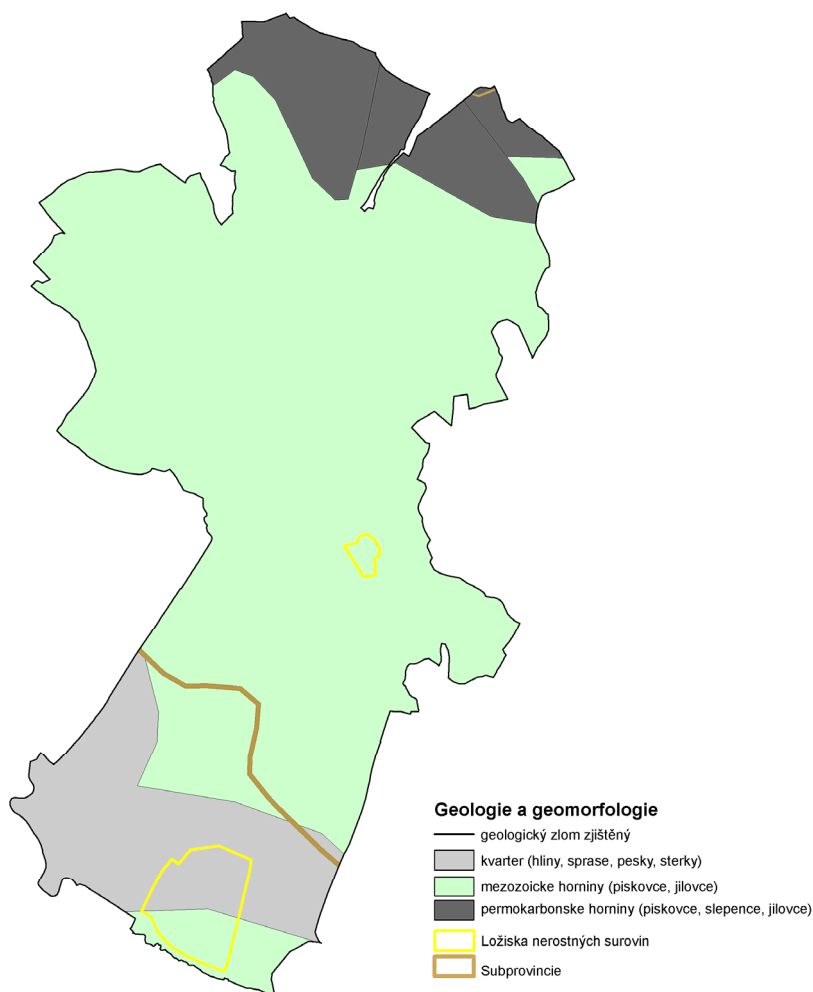 Geologie a geomorfologie
geologický zlom zjištěný
kvarter (hliny, sprase, pesky, sterky)
mezozoicke horniny (piskovce, jilovce)
permokarbonske horniny (piskovce, slepence, jilovce)
Ložiska nerostných surovin
Subprovincie